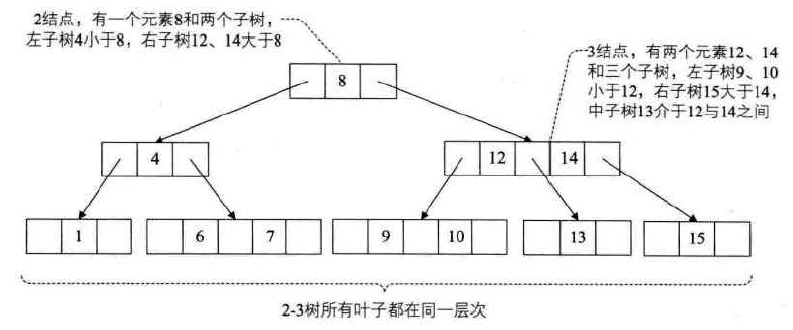 2结点，有一个元素8和两个子树，
左子树4小于8，右子树12、14大于8
3结点，有两个元素12、14
和三个子树，左子树9、10
小于12，右子树15大于14，
中子树13介于12与14之间
8
4
12 14
1
6 7
9 10
13
15
2-3树所有叶子都在同一层次